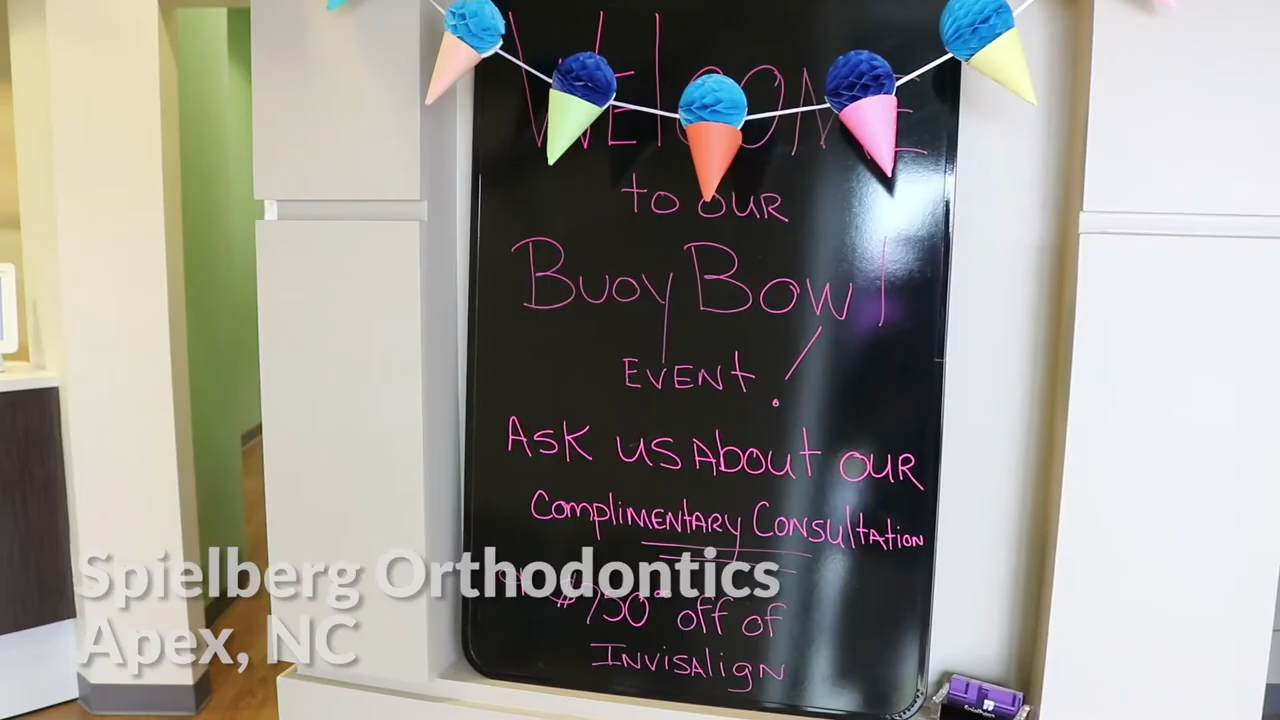 WElCOME
to OUR
BUOY BOWl
EVENt!
ASK US About OUR
ComplimENTARY CONSUltatION
off of
INVISAlIgN
Spielberg Orthodontics
Apex, NC